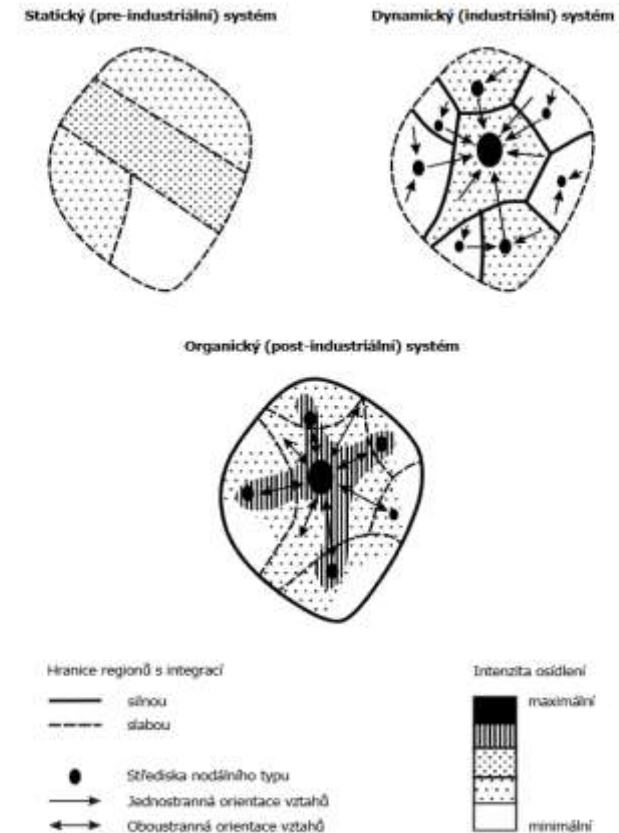 Statický (pre-industriální) systém
Dynamický (industriální) systém
Organický (post-industriální) systém
Hranice regionů s integrací
silnou
slabou
Střediska nodálního typu
Jednostranná orientace vztahů
Oboustranná orientace vztahů
Intenzita osídlení
maximální
minimální